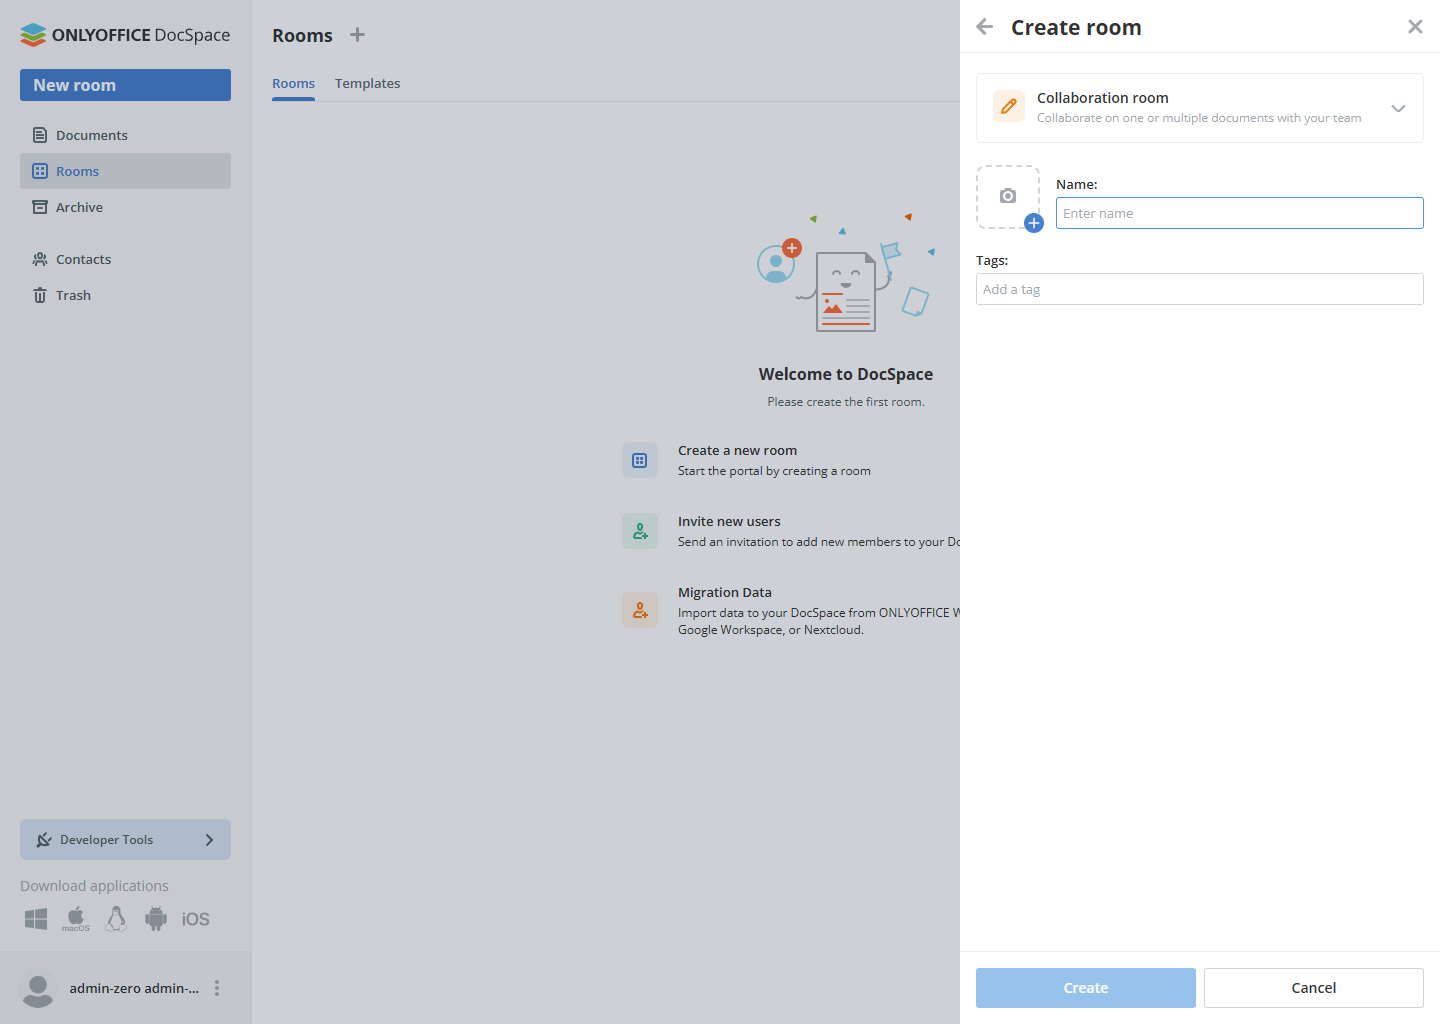 ONLYOFFICE DocSpace
New room
Documents
Rooms
Archive
Contacts
Trash
Developer Tools
Download applications
macOS
iOS
admin-zero admin-...
Rooms
Rooms Templates
Welcome to DocSpace
Please create the first room.
Create a new room
Start the portal by creating a room
Invite new users
Send an invitation to add new members to your
Migration Data
Import data to your DocSpace from ONLYOFFICE
Google Workspace, or Nextcloud.
Create room
Collaboration room
Collaborate on one or multiple documents with your team
Name:
Enter name
Tags:
Add a tag
Create
Cancel